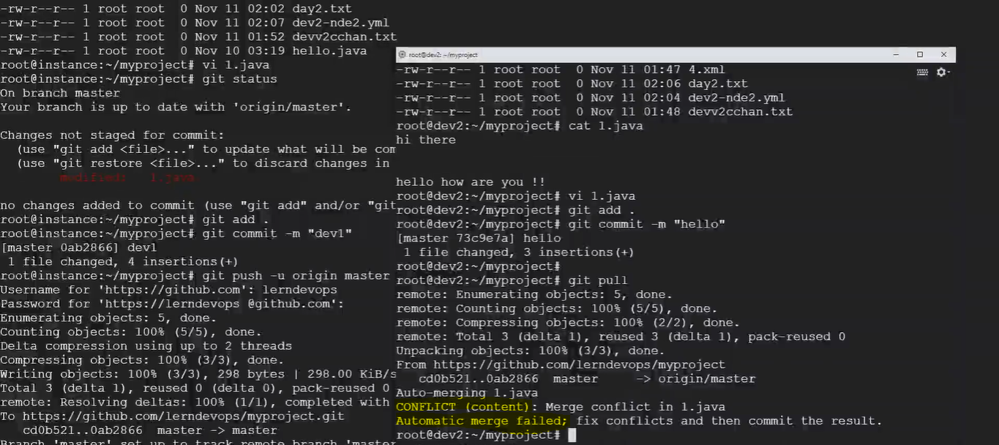 -rw-r--r-- 1 root root  0 Nov 11 02:02 day2.txt
-rw-r--r-- 1 root root  0 Nov 11 02:07 dev2-nde2.yml
-rw-r--r-- 1 root root  0 Nov 11 01:52 devv2cchan.txt
-rw-r--r-- 1 root root  0 Nov 10 03:19 hello.java
root@instance:~/myproject# vi 1.java
root@instance:~/myproject# git status
On branch master
Your branch is up to date with 'origin/master'.
Changes not staged for commit:
  (use "git add <file>..." to update what will be com
  (use "git restore <file>..." to discard changes in
        modified:   1.java
no changes added to commit (use "git add" and/or "git
root@instance:~/myproject# git add .
root@instance:~/myproject# git commit -m "dev1"
[master 0ab2866] dev1
 1 file changed, 4 insertions(+)
root@instance:~/myproject# git push -u origin master
Username for 'https://github.com': lerndevops
Password for 'https://lerndevops @github.com':
Enumerating objects: 5, done.
Counting objects: 100% (5/5), done.
Delta compression using up to 2 threads
Compressing objects: 100% (3/3), done.
Writing objects: 100% (3/3), 298 bytes | 298.00 KiB/s
Total 3 (delta 1), reused 0 (delta 0), pack-reused 0
remote: Resolving deltas: 100% (1/1), completed with
To https://github.com/lerndevops/myproject.git
   cd0b521..0ab2866  master -> master
Branch 'master' set up to track remote branch 'master
root@dev2: ~/myproject
-rw-r--r-- 1 root root  0 Nov 11 01:47 4.xml
-rw-r--r-- 1 root root  0 Nov 11 02:06 day2.txt
-rw-r--r-- 1 root root  0 Nov 11 02:04 dev2-nde2.yml
-rw-r--r-- 1 root root  0 Nov 11 01:48 devv2cchan.txt
root@dev2:~/myproject# cat 1.java
hi there
hello how are you !!
root@dev2:~/myproject# vi 1.java
root@dev2:~/myproject# git add .
root@dev2:~/myproject# git commit -m "hello"
[master 73c9e7a] hello
 1 file changed, 3 insertions(+)
root@dev2:~/myproject#
root@dev2:~/myproject# git pull
remote: Enumerating objects: 5, done.
remote: Counting objects: 100% (5/5), done.
remote: Compressing objects: 100% (2/2), done.
remote: Total 3 (delta 1), reused 3 (delta 1), pack-reused 0
Unpacking objects: 100% (3/3), done.
From https://github.com/lerndevops/myproject
   cd0b521..0ab2866  master     -> origin/master
Auto-merging 1.java
CONFLICT (content): Merge conflict in 1.java
Automatic merge failed; fix conflicts and then commit the result.
root@dev2:~/myproject#